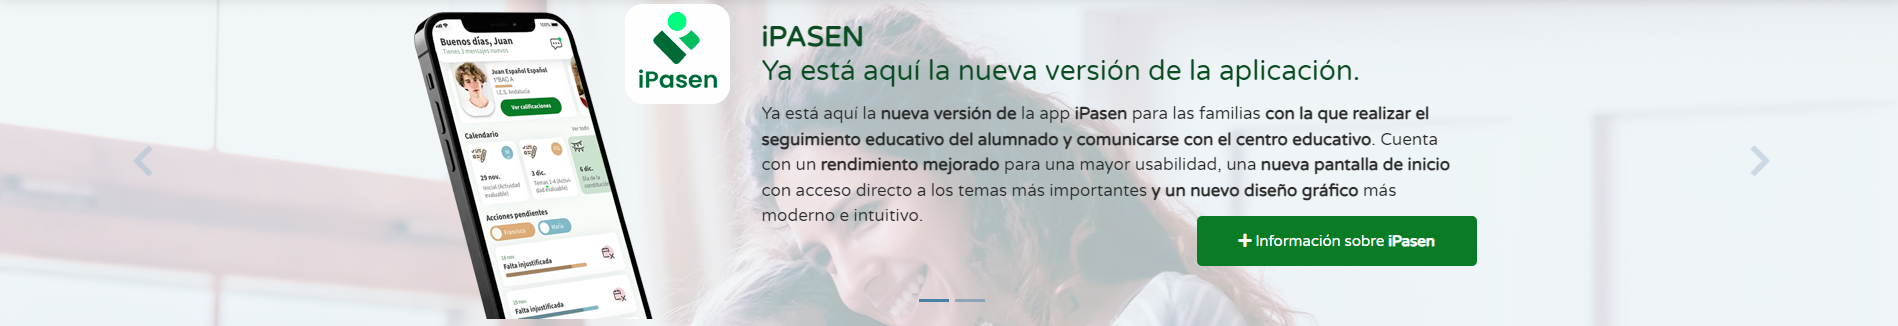 100%
Buenos días, Juan
Tienes 3 mensajes nuevos
Juan Español Español
1ºBAC A
I.E.S. Andalucía
Ver calificaciones
Calendario
Ver todo
29 nov.
Inicial (Actividad
evaluable)
3 dic.
Temas 1-4 (Activi-
dad evaluable)
6 dic.
Día de la
constitución
Acciones pendientes
Francisco
María
Falta injustificada
Falta injustificada
iPasen
iPASEN
Ya está aquí la nueva versión de la aplicación.
Ya está aquí la nueva versión de la app iPasen para las familias con la que realizar el
seguimiento educativo del alumnado y comunicarse con el centro educativo. Cuenta
con un rendimiento mejorado para una mayor usabilidad, una nueva pantalla de inicio
con acceso directo a los temas más importantes y un nuevo diseño gráfico más
moderno e intuitivo.
+ Información sobre iPasen